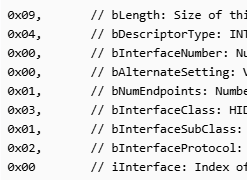 0x09, // bLength: Size of thi
0x04, // bDescriptorType: INT
0x00, // bInterfaceNumber: Nu
0x00, // bAlternateSetting: V
0x01, // bNumEndpoints: Numbe
0x03, // bInterfaceClass: HID
0x01, // bInterfaceSubClass:
0x02, // bInterfaceProtocol:
0x00 // iInterface: Index of